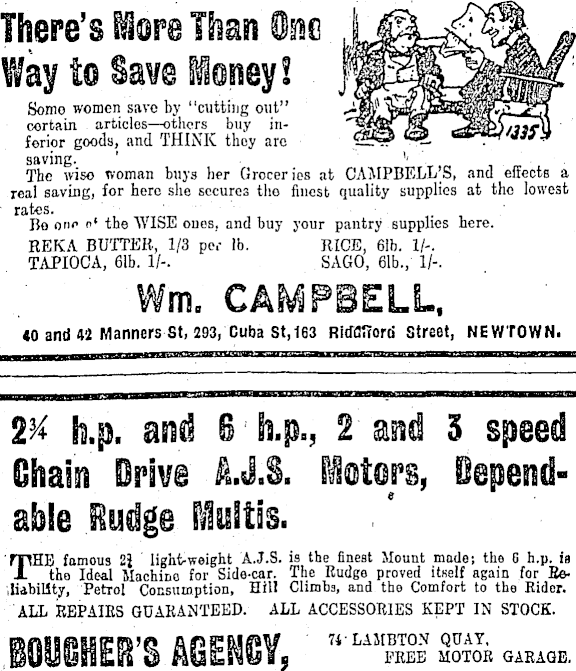 There's More Than One
Way to Save Money!
Some women save by "cutting out"
certain articles—others buy in-
ferior goods, and THINK they are
saving.
1335
The wise woman buys her Groceries at CAMPBELL'S, and effects a
real saving, for here she secures the finest quality supplies at the lowest
rates.
Be one o' the WISE ones, and buy your pantry supplies here.
REKA BUTTER, 1/3 per lb. RICE, 6lb. 1/-.
TAPIOCA, 6lb. 1/-. SAGO, 6lb., 1/-.
Wm. CAMPBELL,
40 and 42 Manners St, 293, Cuba St, 163 Riddiford Street, NEWTOWN.
2¾ h.p. and 6 h.p., 2 and 3 speed
Chain Drive A.J.S. Motors, Depend-
able Rudge Multis.
THE famous 2¾ light-weight A.J.S. is the finest Mount made; the 6 h.p. is
the Ideal Machine for Side-car. The Rudge proved itself again for Re-
liability, Petrol Consumption, Hill Climbs, and the Comfort to the Rider.
ALL REPAIRS GUARANTEED. ALL ACCESSORIES KEPT IN STOCK.
BOUCHER'S AGENCY,
74 LAMBTON QUAY,
FREE MOTOR GARAGE.